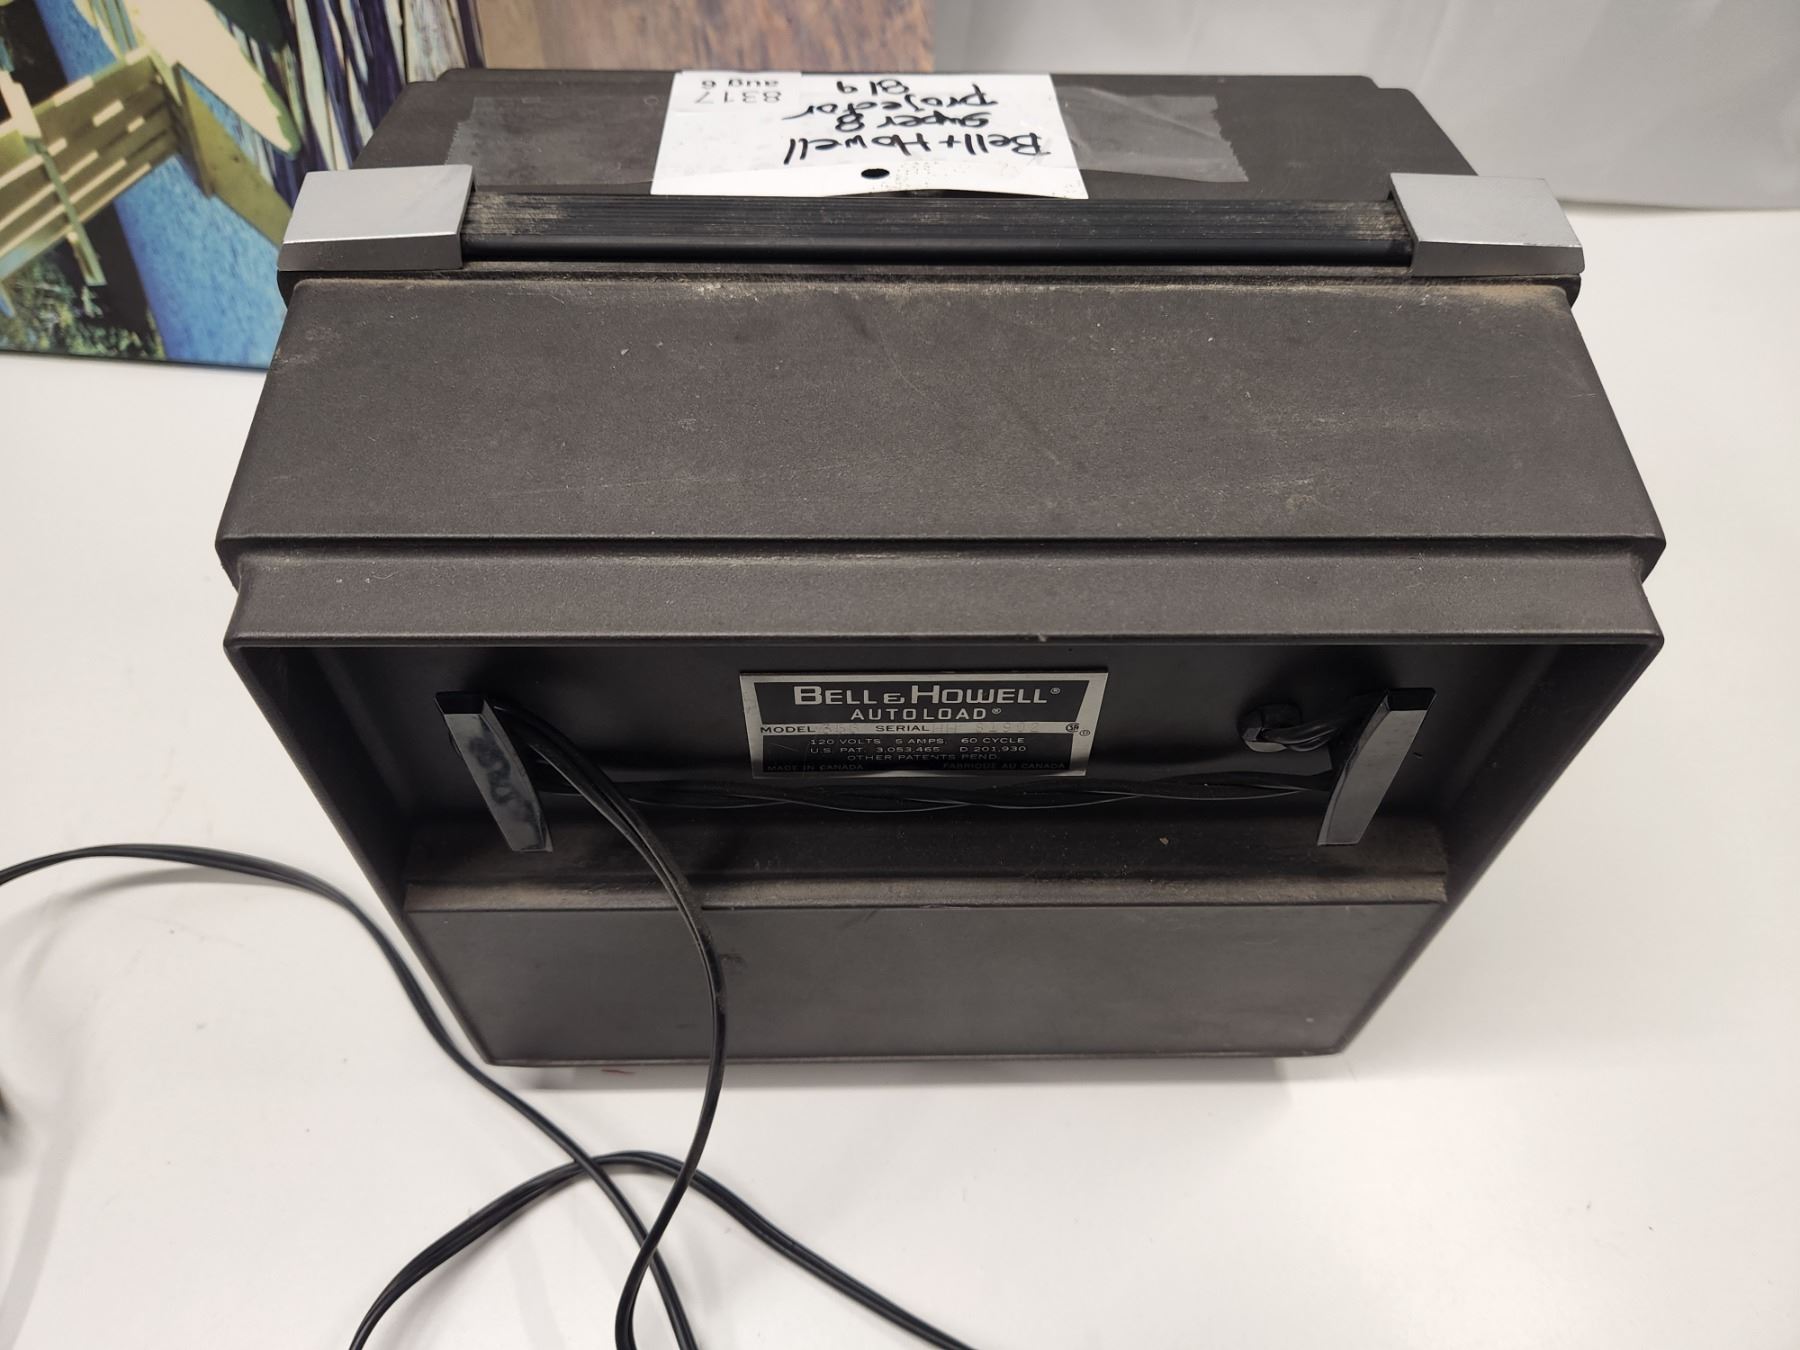 8317
aug 6
Bell + Howell
super 8
projector
819
BELL & HOWELL®
AUTOLOAD®
MODEL SERIAL
120 VOLTS 5 AMPS. 60 CYCLE
U.S. PAT. 3,053,465 D. 201,930
OTHER PATENTS PEND.
MADE IN CANADA FABRIQUE AU CANADA